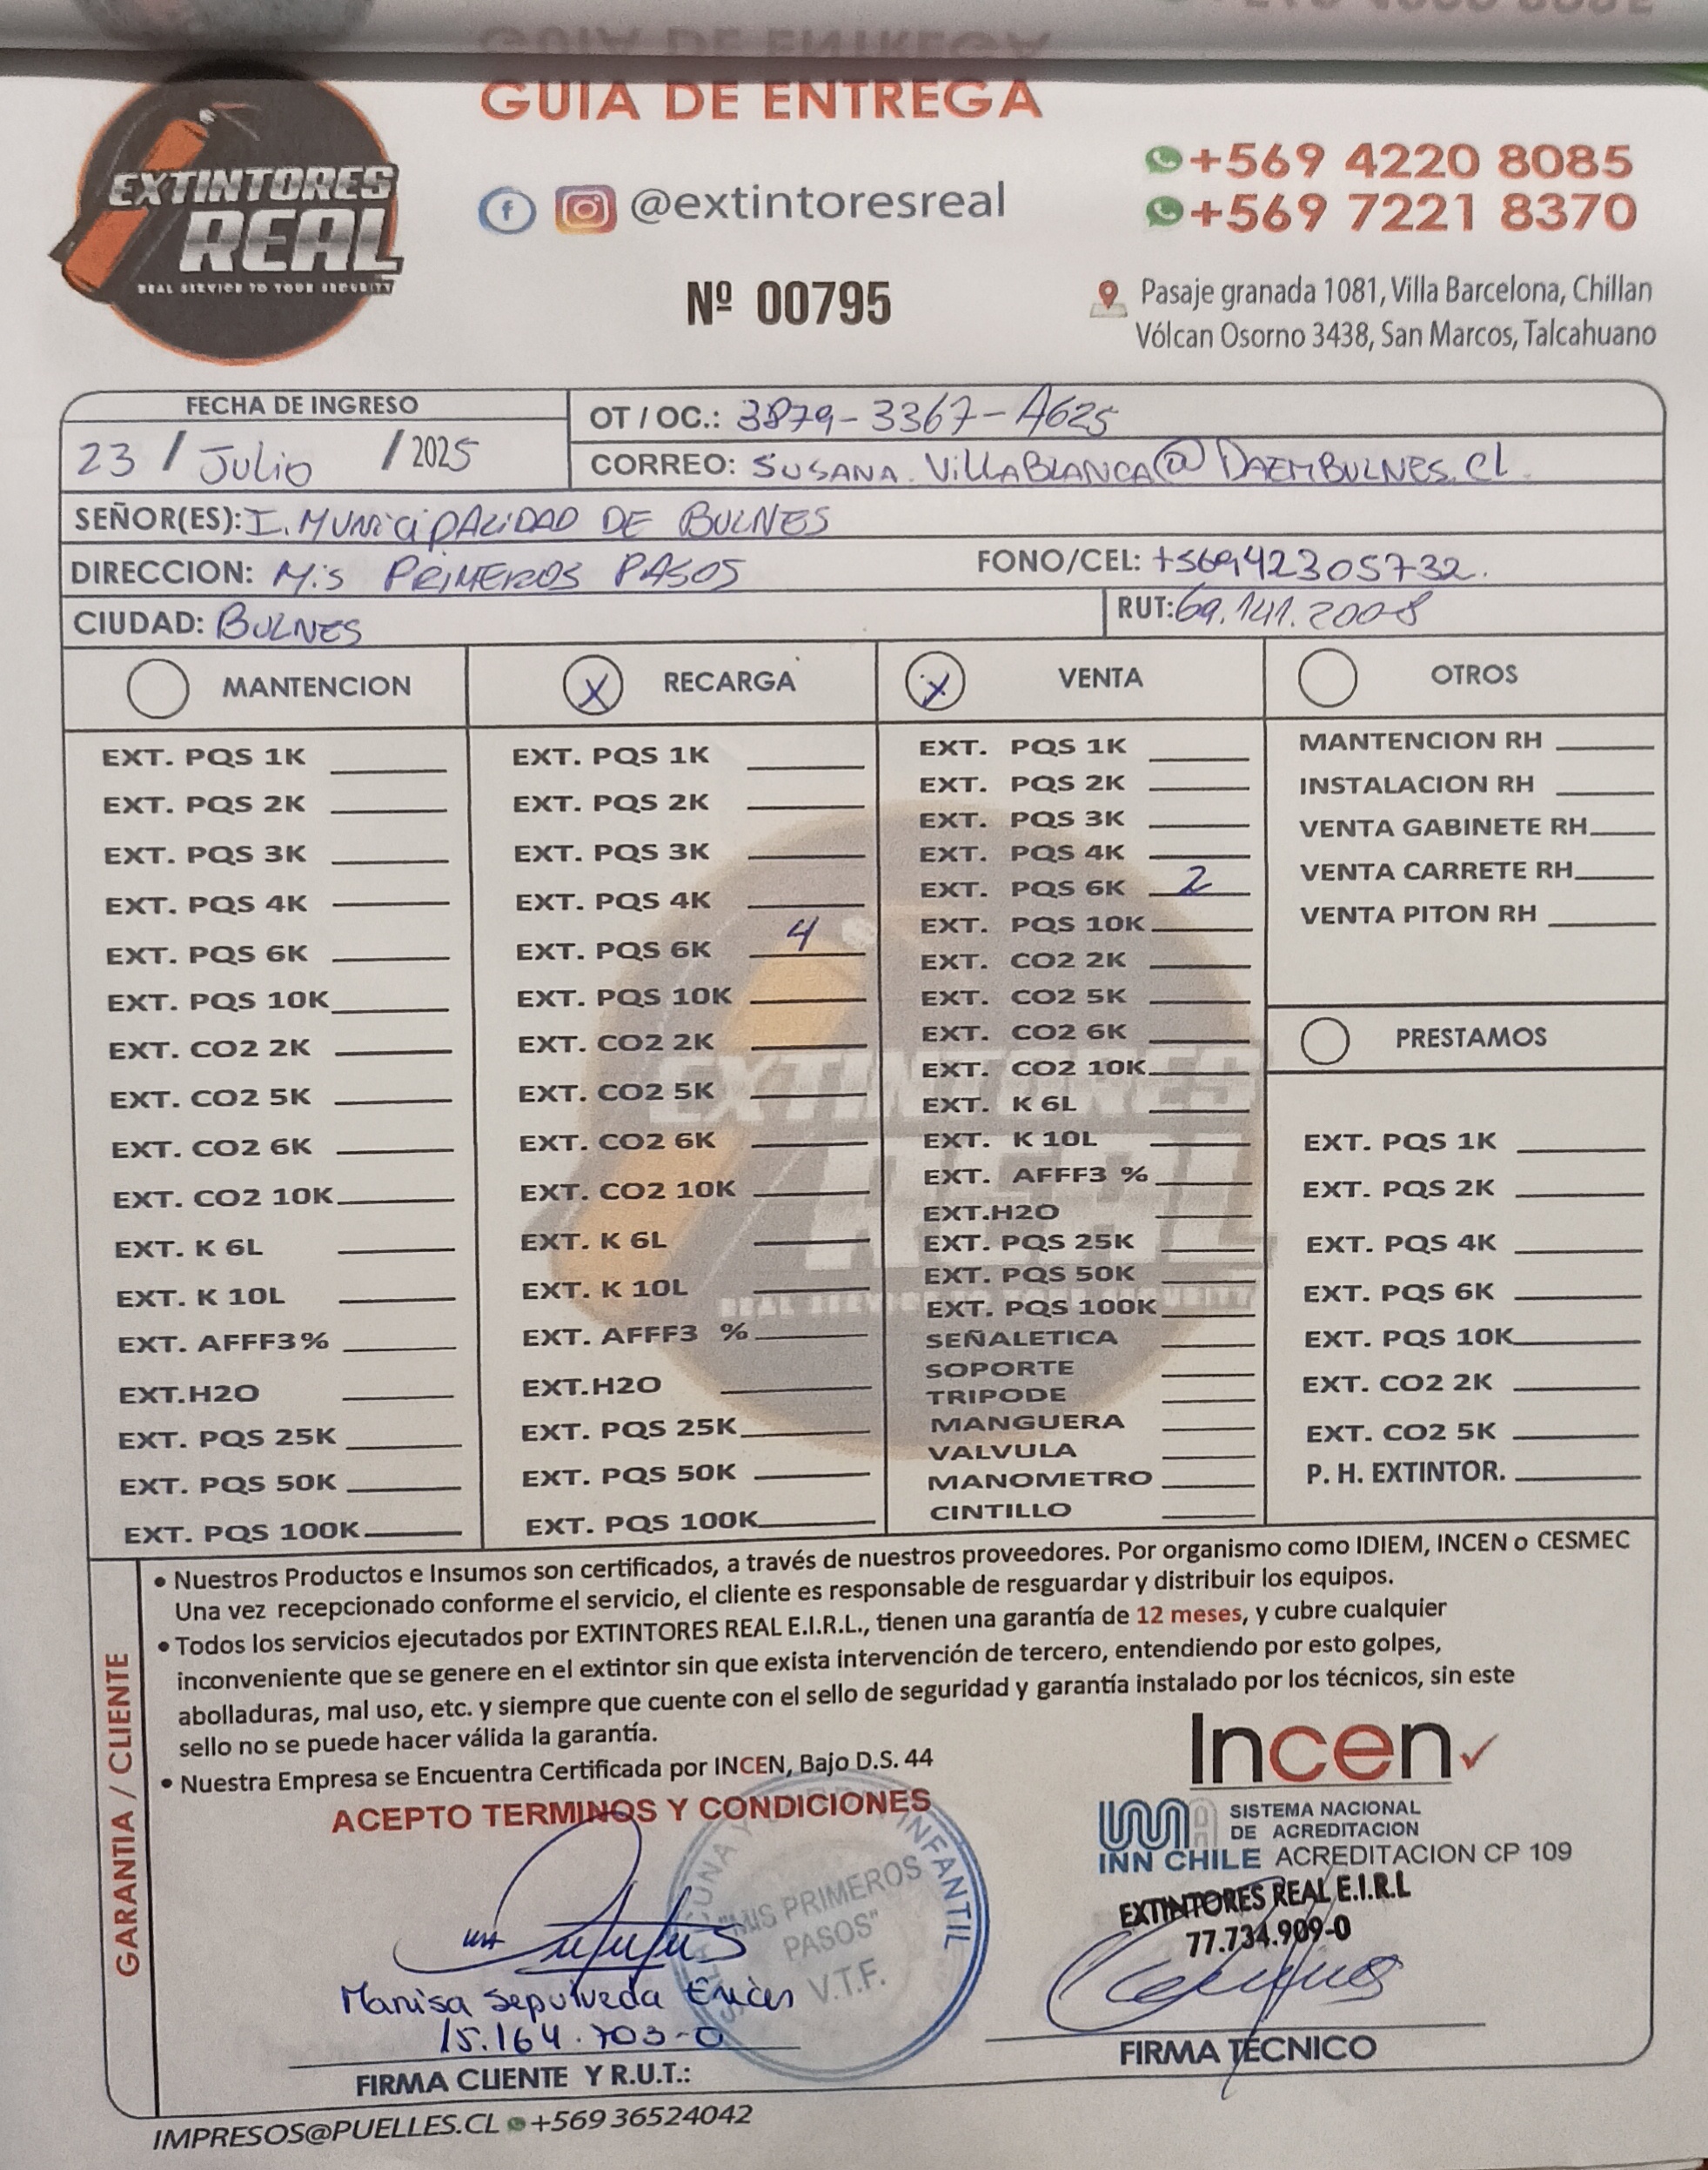 GUIA DE ENTREGA
EXTINTORES
REAL
REAL SERVICE TO YOUR SECURITY
@extintoresreal
+569 4220 8085
+569 7221 8370
Nº 00795
Pasaje granada 1081, Villa Barcelona, Chillan
Vólcan Osorno 3438, San Marcos, Talcahuano
FECHA DE INGRESO
23 / Julio / 2025
OT / OC.: 3879-3367-AG25
CORREO: SUSANA.VILLABLANCA@DAEMBULNES.CL
SEÑOR(ES): I. MUNICIPALIDAD DE BULNES
DIRECCION: Mis PRIMEROS PASOS
FONO/CEL: +56942305732.
CIUDAD: BULNES
RUT: 69.141.200-8
MANTENCION
EXT. PQS 1K
EXT. PQS 2K
EXT. PQS 3K
EXT. PQS 4K
EXT. PQS 6K
EXT. PQS 10K
EXT. CO2 2K
EXT. CO2 5K
EXT. CO2 6K
EXT. CO2 10K
EXT. K 6L
EXT. K 10L
EXT. AFFF3%
EXT.H2O
EXT. PQS 25K
EXT. PQS 50K
EXT. PQS 100K
X RECARGA
EXT. PQS 1K
EXT. PQS 2K
EXT. PQS 3K
EXT. PQS 4K
EXT. PQS 6K 4
EXT. PQS 10K
EXT. CO2 2K
EXT. CO2 5K
EXT. CO2 6K
EXT. CO2 10K
EXT. K 6L
EXT. K 10L
EXT. AFFF3 %
EXT.H2O
EXT. PQS 25K
EXT. PQS 50K
EXT. PQS 100K
X VENTA
EXT. PQS 1K
EXT. PQS 2K
EXT. PQS 3K
EXT. PQS 4K
EXT. PQS 6K 2
EXT. PQS 10K
EXT. CO2 2K
EXT. CO2 5K
EXT. CO2 6K
EXT. CO2 10K
EXT. K 6L
EXT. K 10L
EXT. AFFF3 %
EXT.H2O
EXT. PQS 25K
EXT. PQS 50K
EXT. PQS 100K
SEÑALETICA
SOPORTE
TRIPODE
MANGUERA
VALVULA
MANOMETRO
CINTILLO
OTROS
MANTENCION RH
INSTALACION RH
VENTA GABINETE RH
VENTA CARRETE RH
VENTA PITON RH
PRESTAMOS
EXT. PQS 1K
EXT. PQS 2K
EXT. PQS 4K
EXT. PQS 6K
EXT. PQS 10K
EXT. CO2 2K
EXT. CO2 5K
P. H. EXTINTOR.
GARANTIA / CLIENTE
• Nuestros Productos e Insumos son certificados, a través de nuestros proveedores. Por organismo como IDIEM, INCEN o CESMEC
Una vez recepcionado conforme el servicio, el cliente es responsable de resguardar y distribuir los equipos.
• Todos los servicios ejecutados por EXTINTORES REAL E.I.R.L., tienen una garantía de 12 meses, y cubre cualquier
inconveniente que se genere en el extintor sin que exista intervención de tercero, entendiendo por esto golpes,
abolladuras, mal uso, etc. y siempre que cuente con el sello de seguridad y garantía instalado por los técnicos, sin este
sello no se puede hacer válida la garantía.
• Nuestra Empresa se Encuentra Certificada por INCEN, Bajo D.S. 44
ACEPTO TERMINOS Y CONDICIONES
Incen
INN CHILE
SISTEMA NACIONAL
DE ACREDITACION
ACREDITACION CP 109
INFANTIL
"MIS PRIMEROS
PASOS"
V.T.F.
Marisa Sepúlveda
15.164.703-0
FIRMA CLIENTE Y R.U.T.:
EXTINTORES REAL E.I.R.L
77.734.909-0
FIRMA TÉCNICO
IMPRESOS@PUELLES.CL +569 36524042